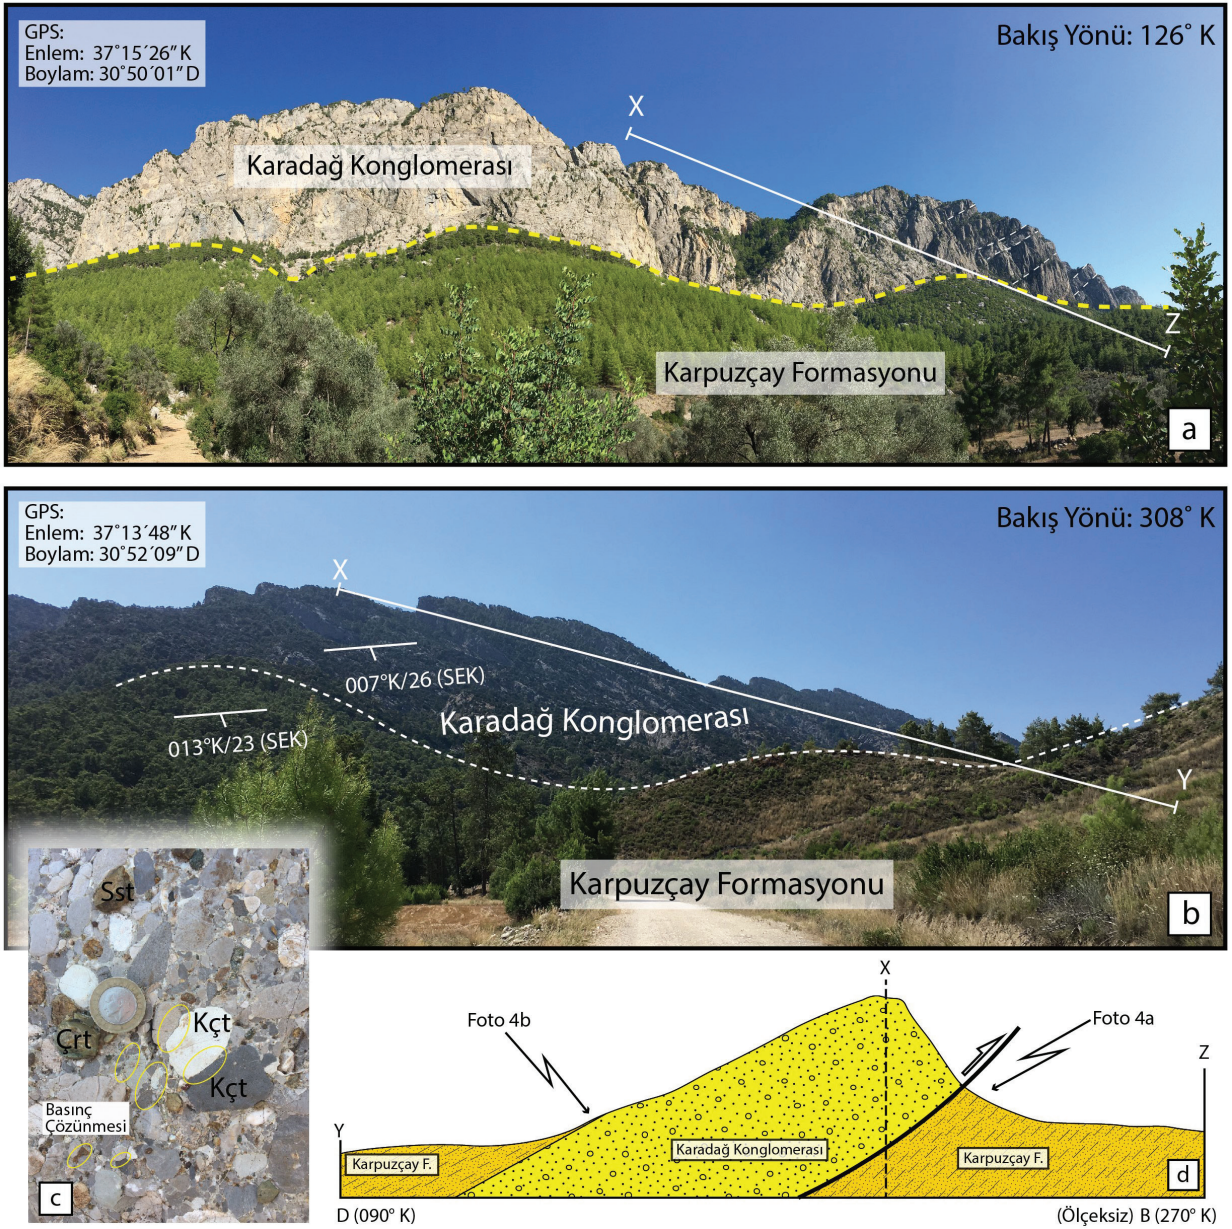 GPS:
Enlem: 37°15´26″K
Boylam: 30°50´01″D
Bakış Yönü: 126° K
X
Karadağ Konglomerası
Z
Karpuzçay Formasyonu
a
GPS:
Enlem: 37°13´48″K
Boylam: 30°52´09″D
Bakış Yönü: 308° K
X
007°K/26 (SEK)
013°K/23 (SEK)
Karadağ Konglomerası
Y
Karpuzçay Formasyonu
b
Sst
Çrt
Kçt
Kçt
Basınç
Çözünmesi
c
X
Foto 4b
Foto 4a
Z
Y
Karpuzçay F.
Karadağ Konglomerası
Karpuzçay F.
d
D (090° K)
(Ölçeksiz) B (270° K)